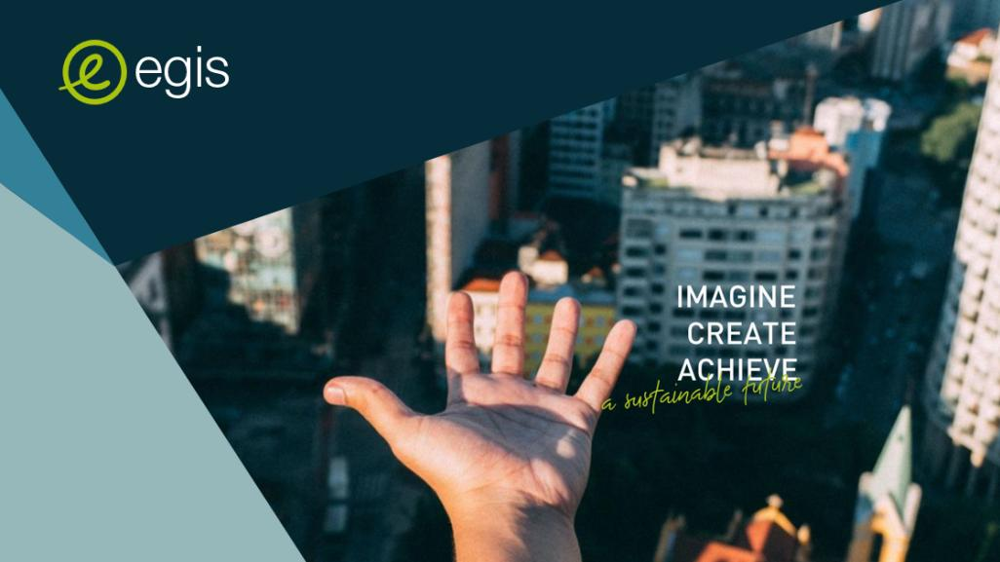 egis
IMAGINE
CREATE
ACHIEVE
a sustainable future